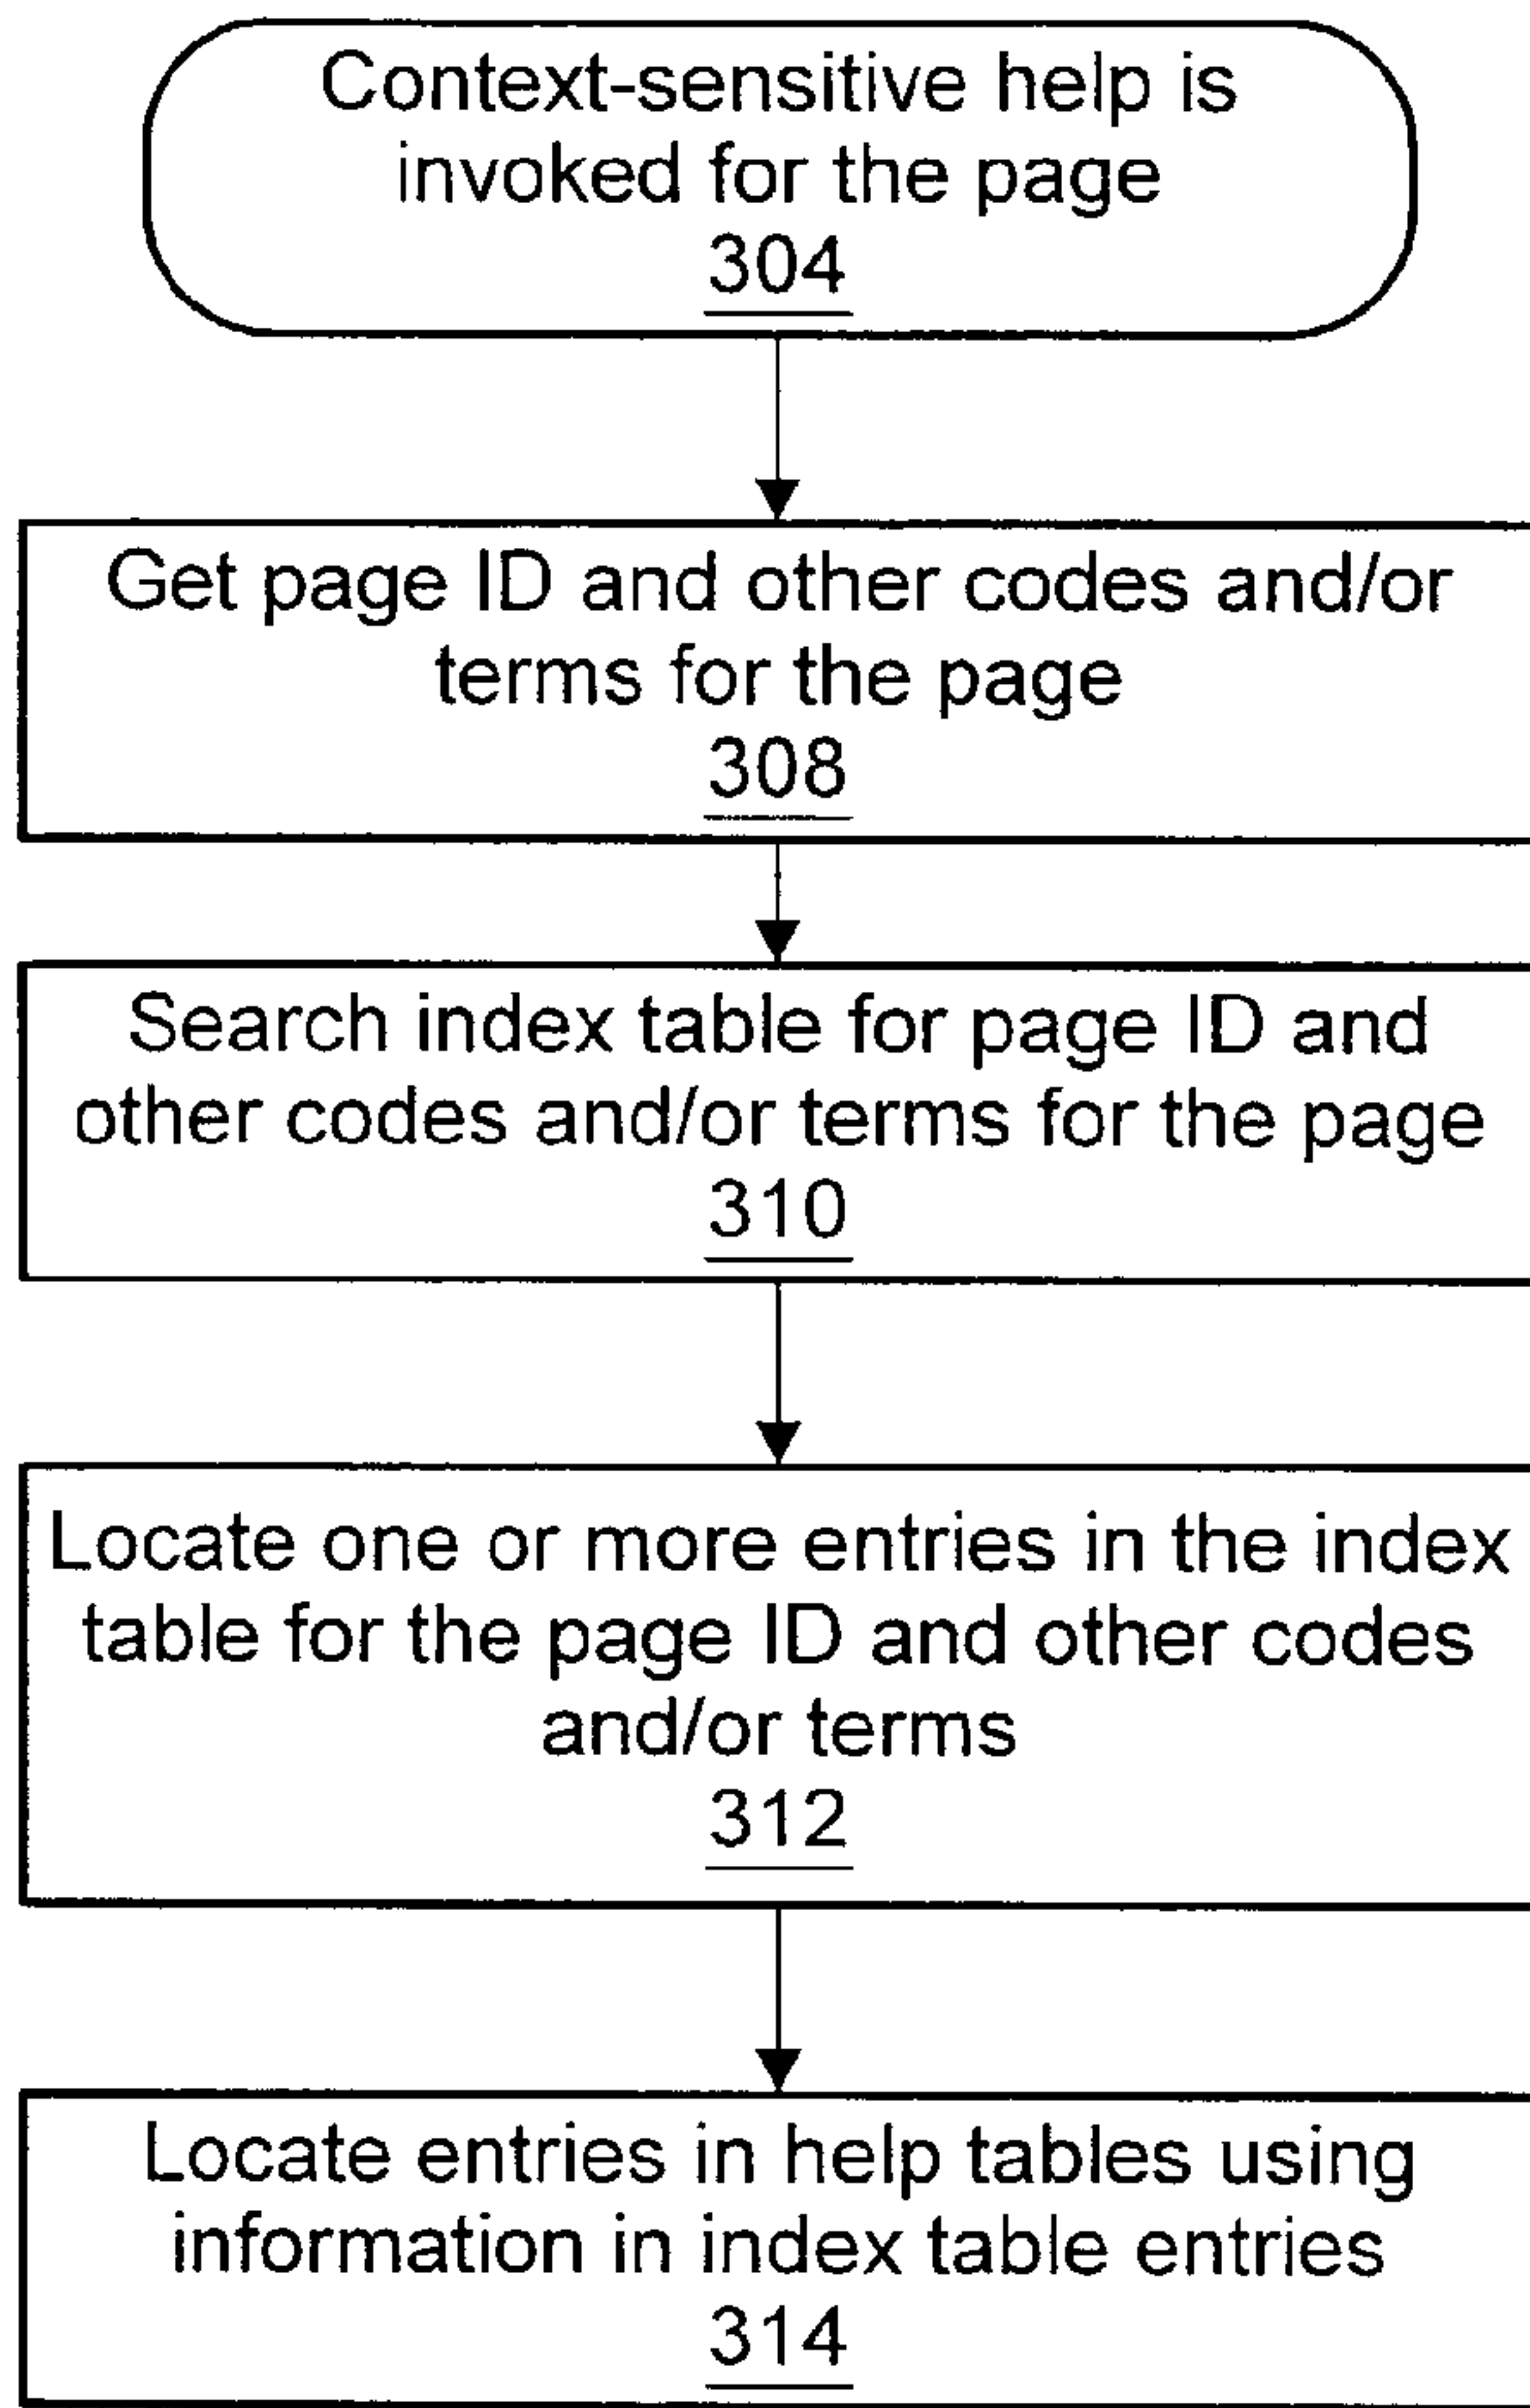 Context-sensitive help is
invoked for the page
304
Get page ID and other codes and/or
terms for the page
308
Search index table for page ID and
other codes and/or terms for the page
310
Locate one or more entries in the index
table for the page ID and other codes
and/or terms
312
Locate entries in help tables using
information in index table entries
314